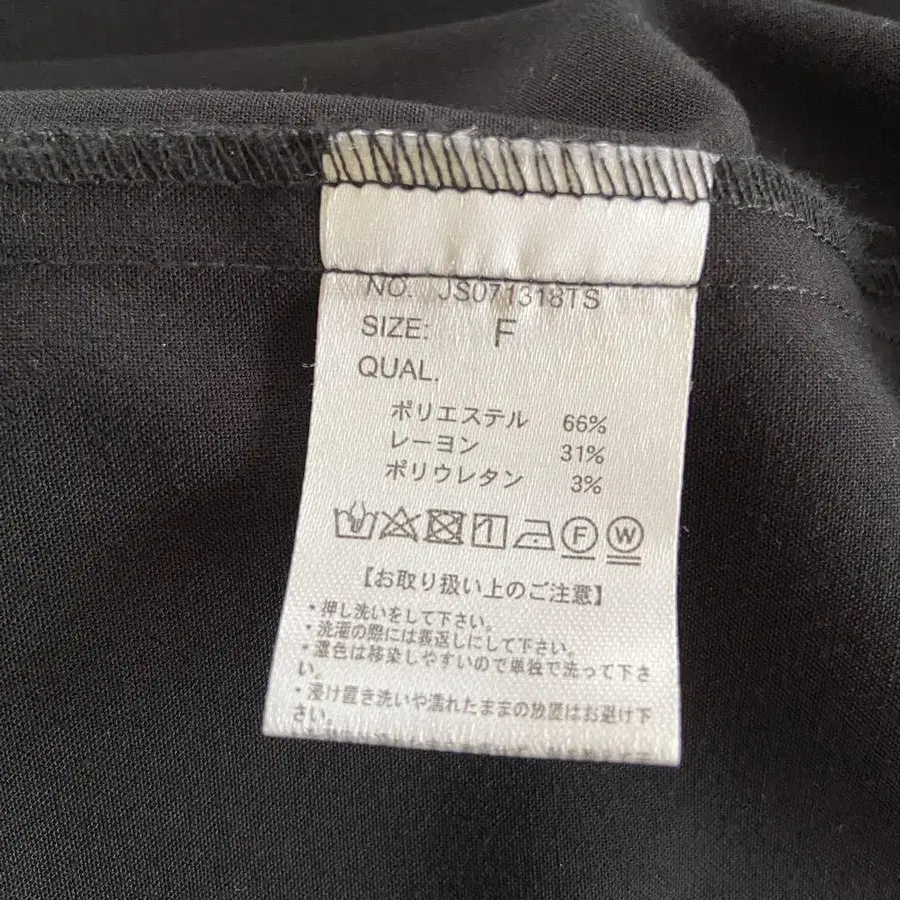 NO. JS071318TS
SIZE: F
QUAL.
ポリエステル 66%
レーヨン 31%
ポリウレタン 3%
F W
【お取り扱い上のご注意】
・押し洗いをして下さい。
・洗濯の際には裏返しにして下さい。
・濃色は移染しやすいので単独で洗って下さ
い。
・浸け置き洗いや濡れたままの放置はお避け下
さい。